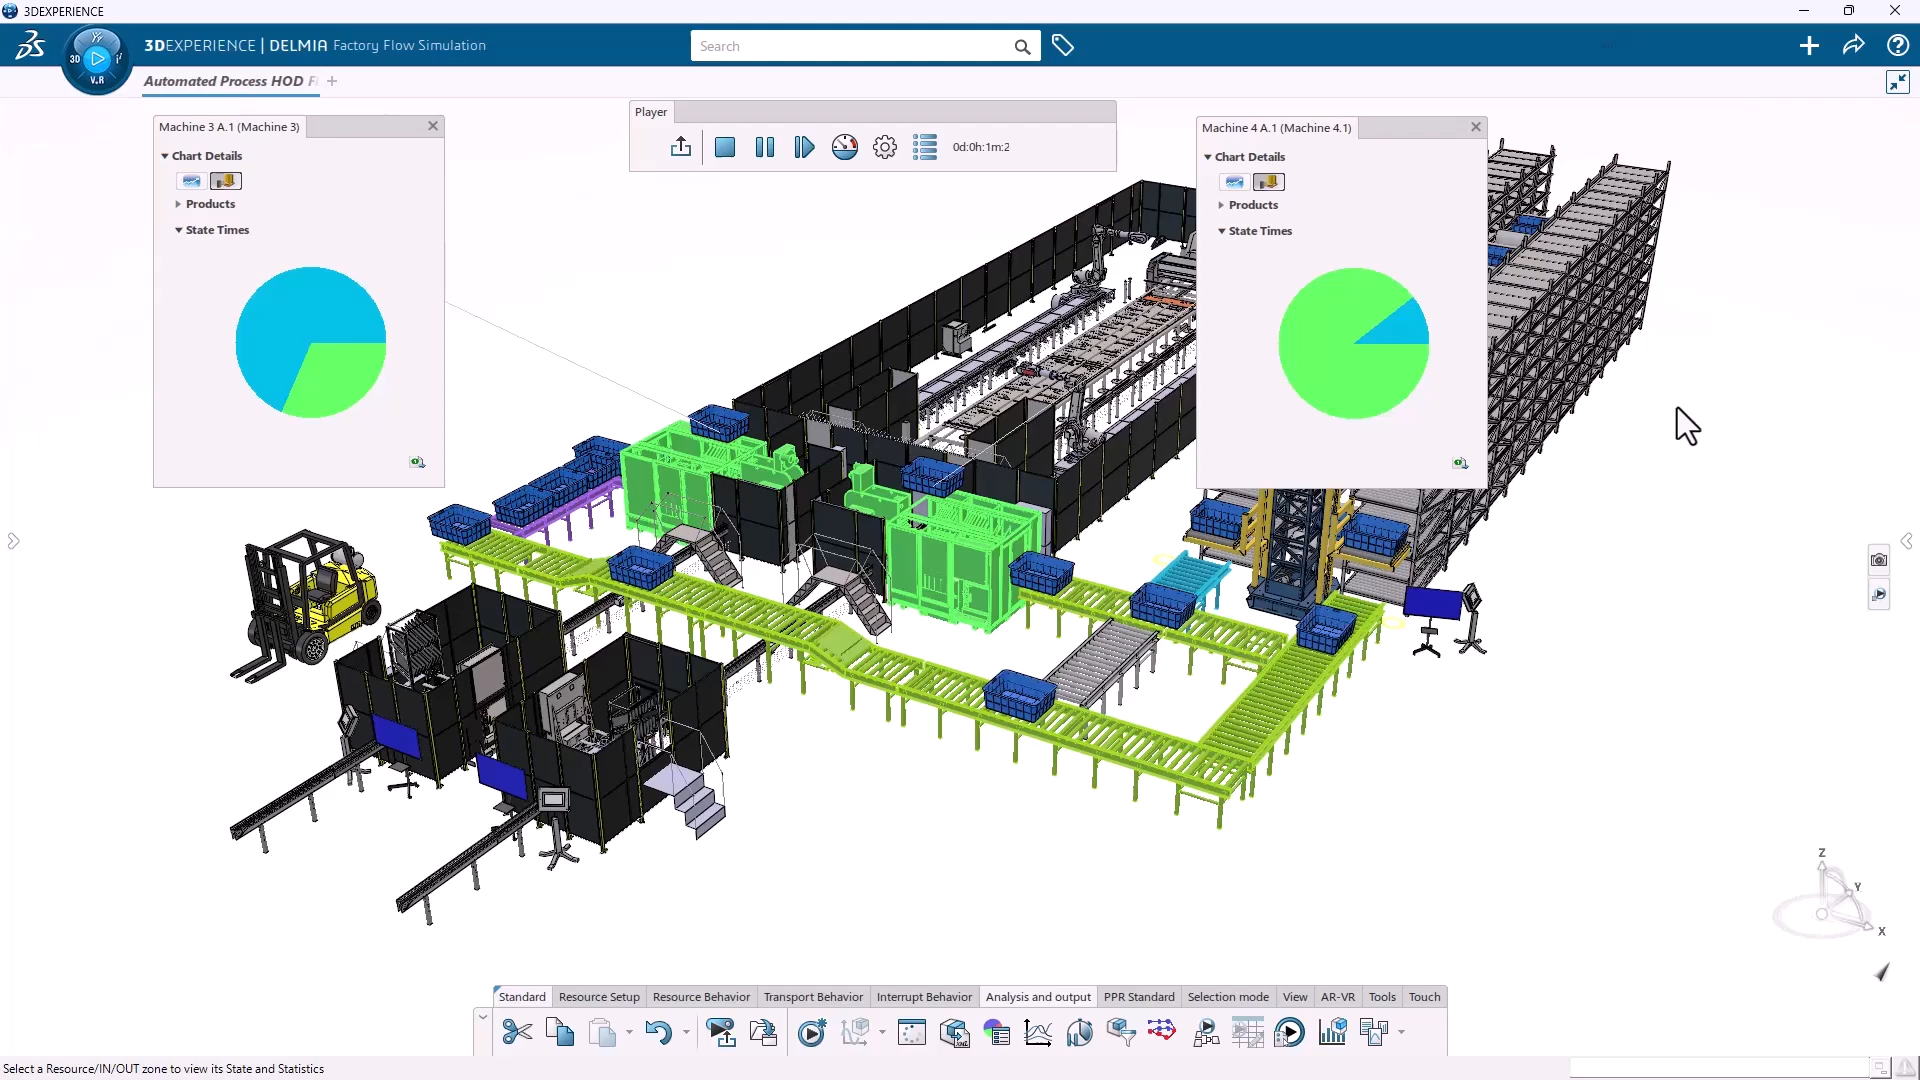 3DEXPERIENCE
3DEXPERIENCE | DELMIA Factory Flow Simulation
Search
3D
V.R
Automated Process HOD
Player
0d:0h:1m:2
Machine 3 A.1 (Machine 3)
Chart Details
Products
State Times
Machine 4 A.1 (Machine 4.1)
Chart Details
Products
State Times
Z
Y
X
Standard
Resource Setup
Resource Behavior
Transport Behavior
Interrupt Behavior
Analysis and output
PPR Standard
Selection mode
View
AR-VR
Tools
Touch
Select a Resource/IN/OUT zone to view its State and Statistics